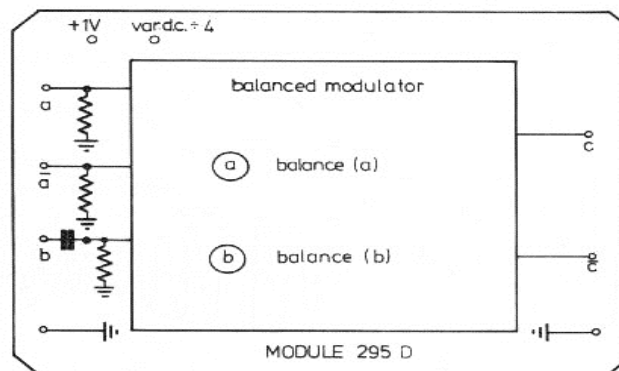 +1V var.d.c.÷4
a
balanced modulator
c
a̅
a balance (a)
b
b balance (b)
c̅
MODULE 295 D